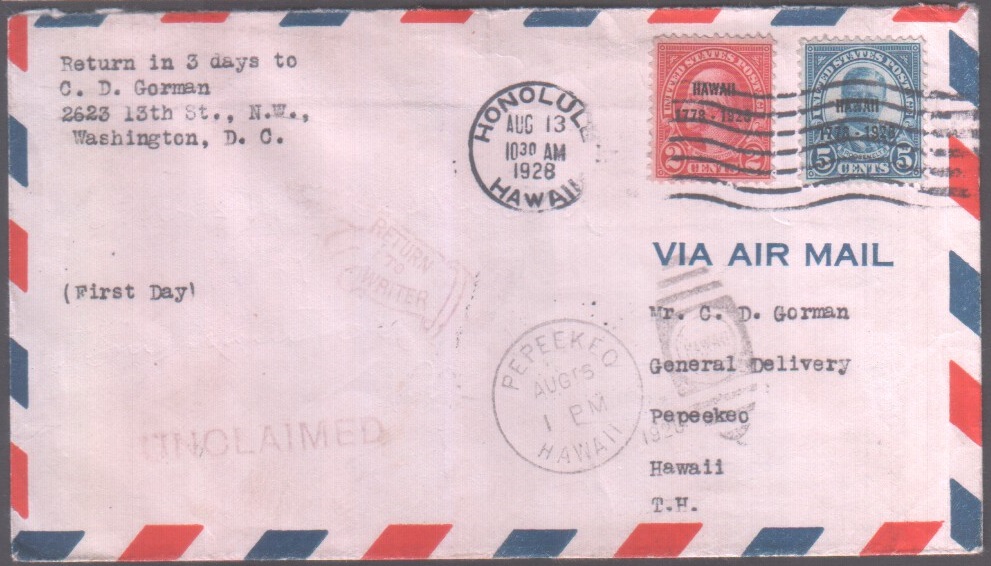 Return in 3 days to
C. D. Gorman
2623 13th St., N.W.,
Washington, D. C.
HONOLULU
AUG 13
10 30 AM
1928
HAWAII
UNITED STATES POSTAGE
HAWAII
1778 - 1928
2 CENTS 2
UNITED STATES POSTAGE
HAWAII
1778 - 1928
5 CENTS 5
VIA AIR MAIL
RETURN
TO
WRITER
(First Day)
Mr. C. D. Gorman
General Delivery
Pepeekeo
Hawaii
T.H.
PEPEEKEO
AUG 15
1 PM
HAWAII
1928
UNCLAIMED